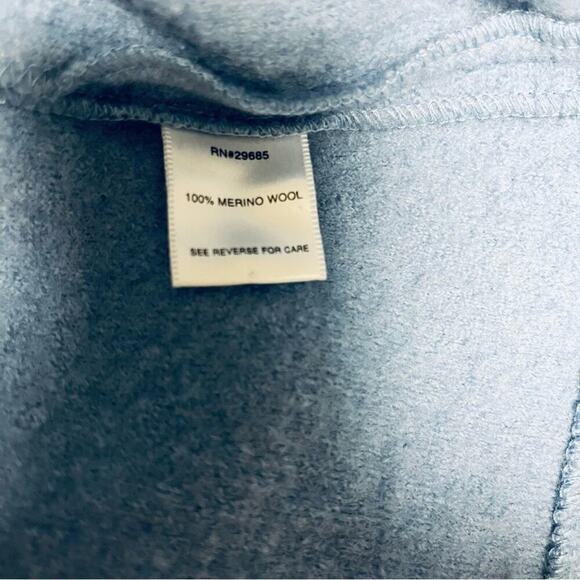 RN#29685
100% MERINO WOOL
SEE REVERSE FOR CARE